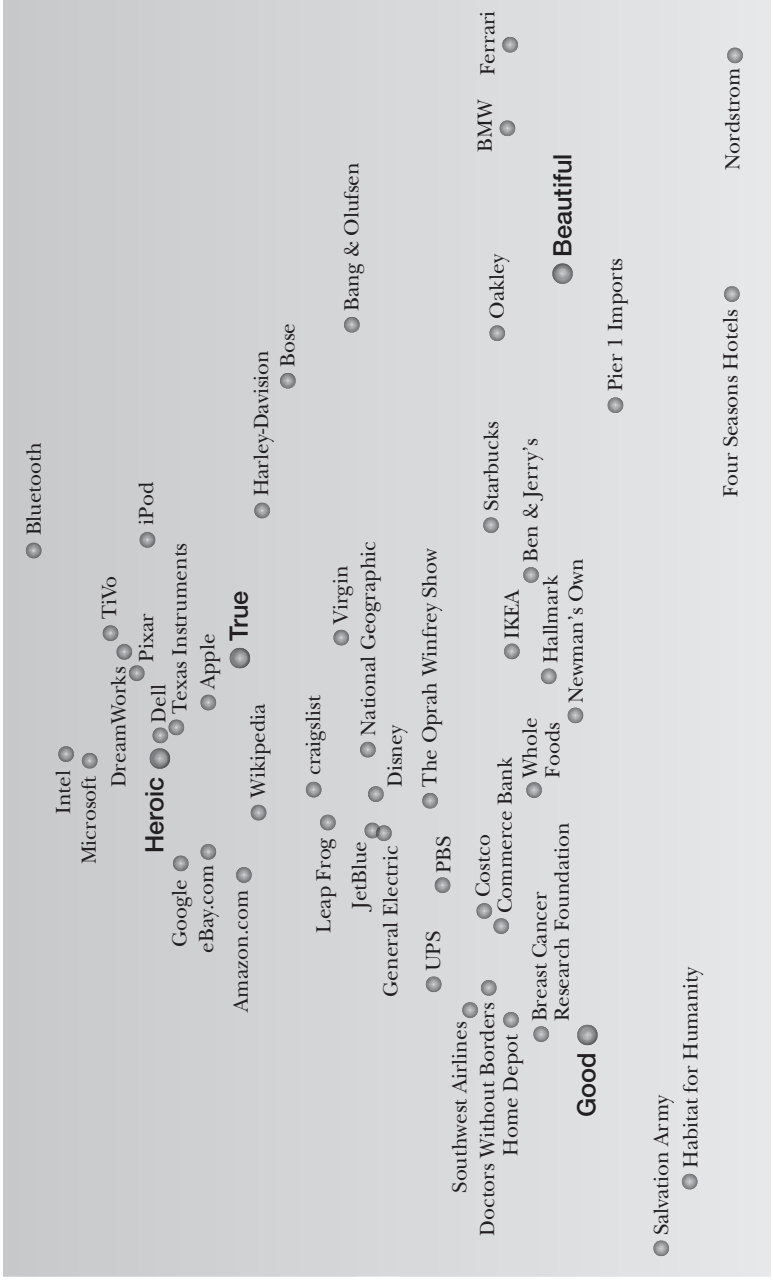 Bluetooth
Intel
Microsoft
TiVo
DreamWorks
Pixar
iPod
Dell
Heroic
Texas Instruments
Google
eBay.com
Apple
True
Amazon.com
Wikipedia
Harley-Davision
Bose
craigslist
Leap Frog
Virgin
Bang & Olufsen
JetBlue
National Geographic
General Electric
Disney
The Oprah Winfrey Show
UPS
PBS
Southwest Airlines
Costco
Doctors Without Borders
Commerce Bank
Starbucks
Oakley
BMW
Ferrari
Home Depot
IKEA
Breast Cancer
Research Foundation
Whole
Foods
Ben & Jerry's
Hallmark
Beautiful
Good
Newman's Own
Pier 1 Imports
Salvation Army
Habitat for Humanity
Four Seasons Hotels
Nordstrom